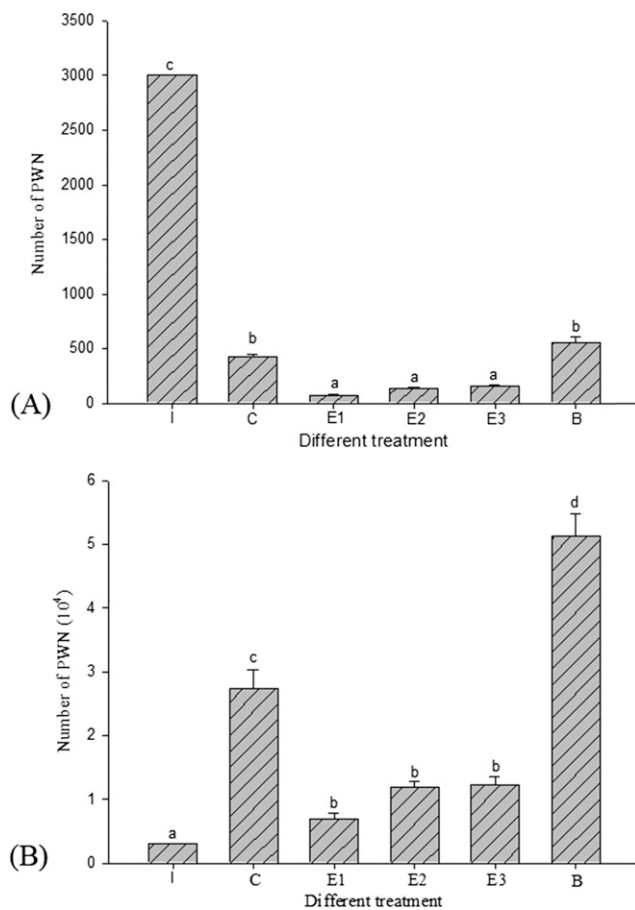 3500
3000
2500
2000
1500
1000
500
0
Number of PWN
c
b
a
a
a
b
I
C
E1
E2
E3
B
Different treatment
(A)
6
5
4
3
2
1
0
Number of PWN (10⁴)
a
c
b
b
b
d
I
C
E1
E2
E3
B
Different treatment
(B)